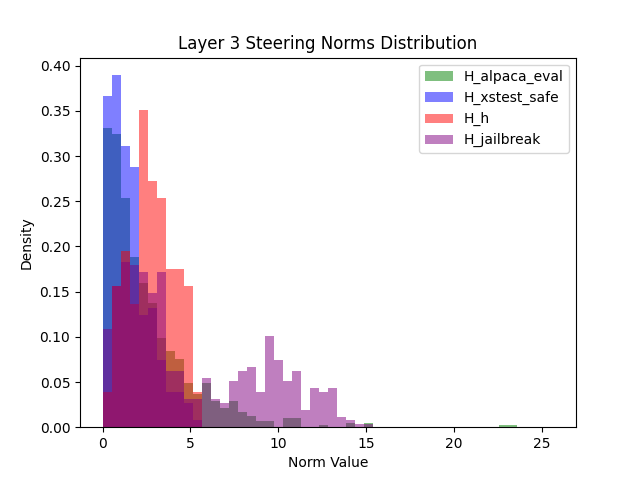 Layer 3 Steering Norms Distribution
H_alpaca_eval
H_xstest_safe
H_h
H_jailbreak
0.40
0.35
0.30
0.25
0.20
0.15
0.10
0.05
0.00
Density
0 5 10 15 20 25
Norm Value